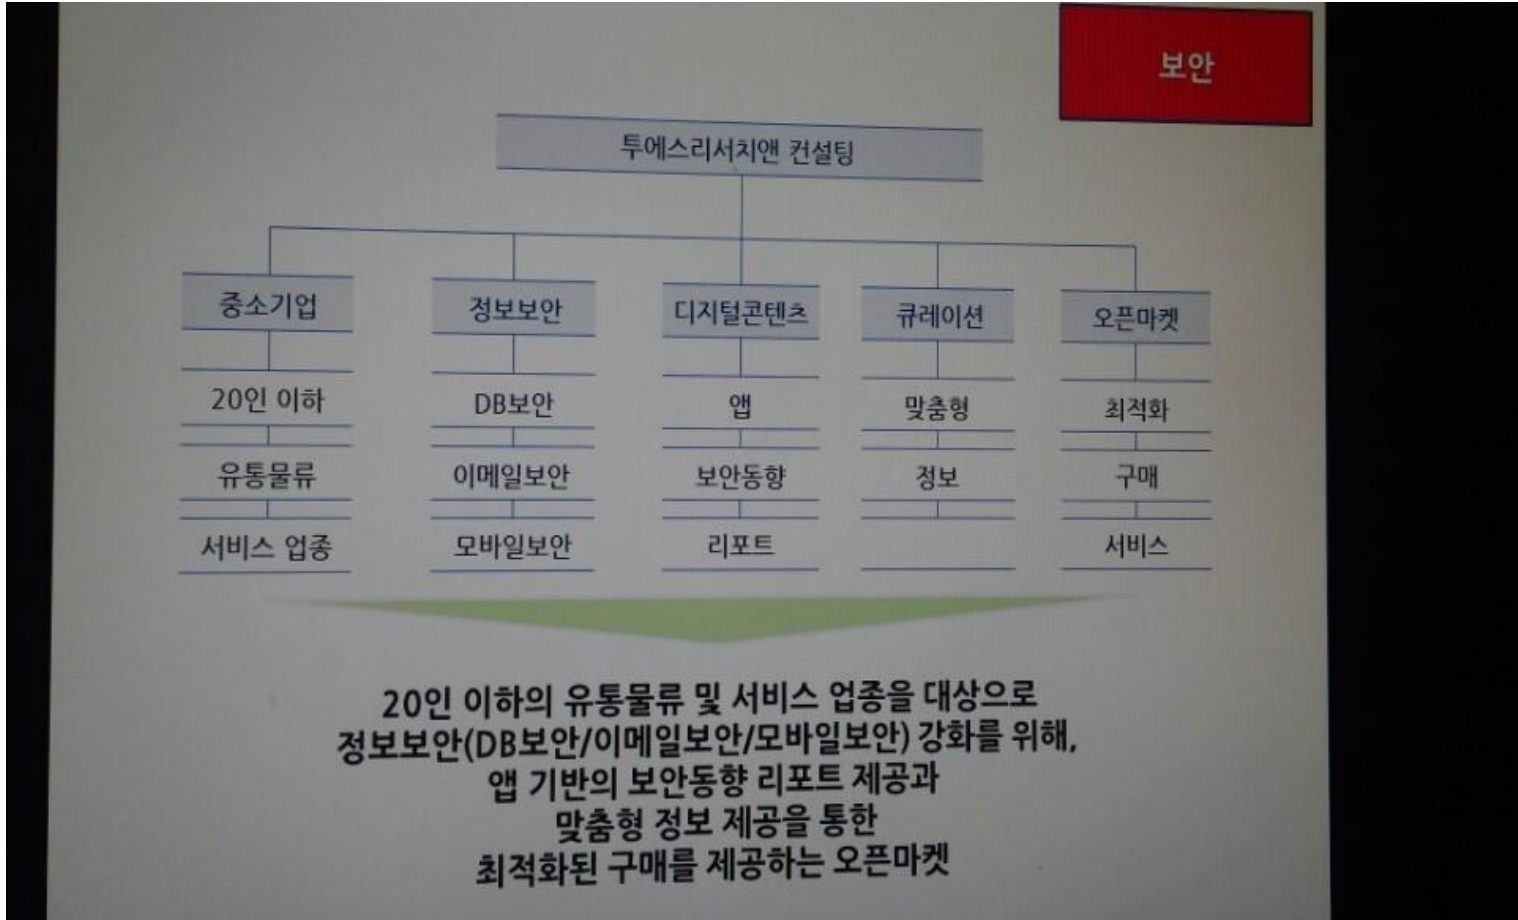 보안
투에스리서치앤 컨설팅
중소기업 정보보안 디지털콘텐츠 큐레이션 오픈마켓
20인 이하 DB보안 앱 맞춤형 최적화
유통물류 이메일보안 보안동향 정보 구매
서비스 업종 모바일보안 리포트 서비스
20인 이하의 유통물류 및 서비스 업종을 대상으로
정보보안(DB보안/이메일보안/모바일보안) 강화를 위해,
앱 기반의 보안동향 리포트 제공과
맞춤형 정보 제공을 통한
최적화된 구매를 제공하는 오픈마켓